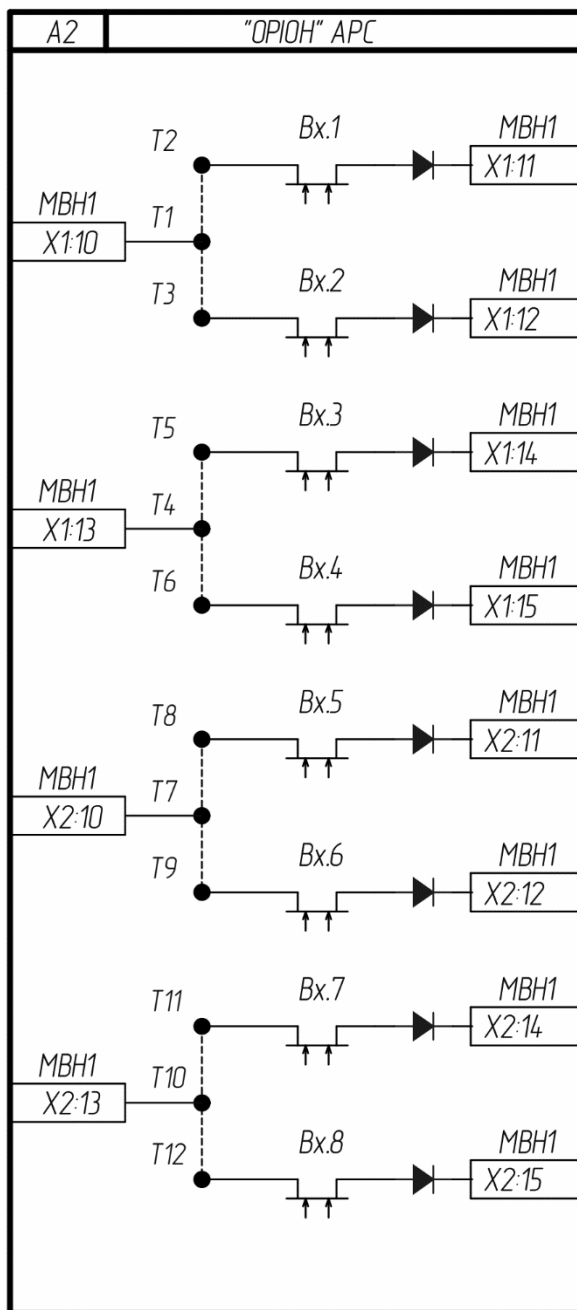 А2 "ОРІОН" АРС
Т2 Вх.1 МВН1
Х1:11
МВН1 Т1
Х1:10
Т3 Вх.2 МВН1
Х1:12
Т5 Вх.3 МВН1
Х1:14
МВН1 Т4
Х1:13
Т6 Вх.4 МВН1
Х1:15
Т8 Вх.5 МВН1
Х2:11
МВН1 Т7
Х2:10
Т9 Вх.6 МВН1
Х2:12
Т11 Вх.7 МВН1
Х2:14
МВН1 Т10
Х2:13
Т12 Вх.8 МВН1
Х2:15